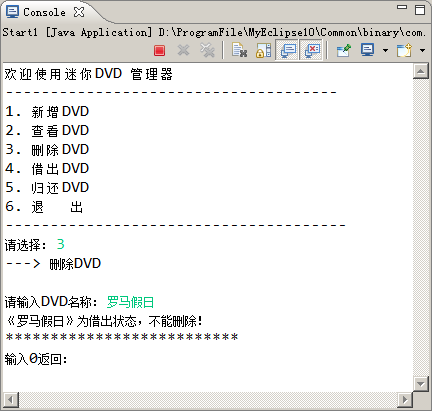 Console
Start1 [Java Application] D:\ProgramFile\MyEclipse10\Common\binary\com.
欢迎使用迷你DVD 管理器
-------------------------------------
1. 新增DVD
2. 查看DVD
3. 删除DVD
4. 借出DVD
5. 归还DVD
6. 退　　出
--------------------------------------
请选择: 3
---> 删除DVD
请输入DVD名称: 罗马假日
《罗马假日》为借出状态，不能删除!
**************************
输入0返回: